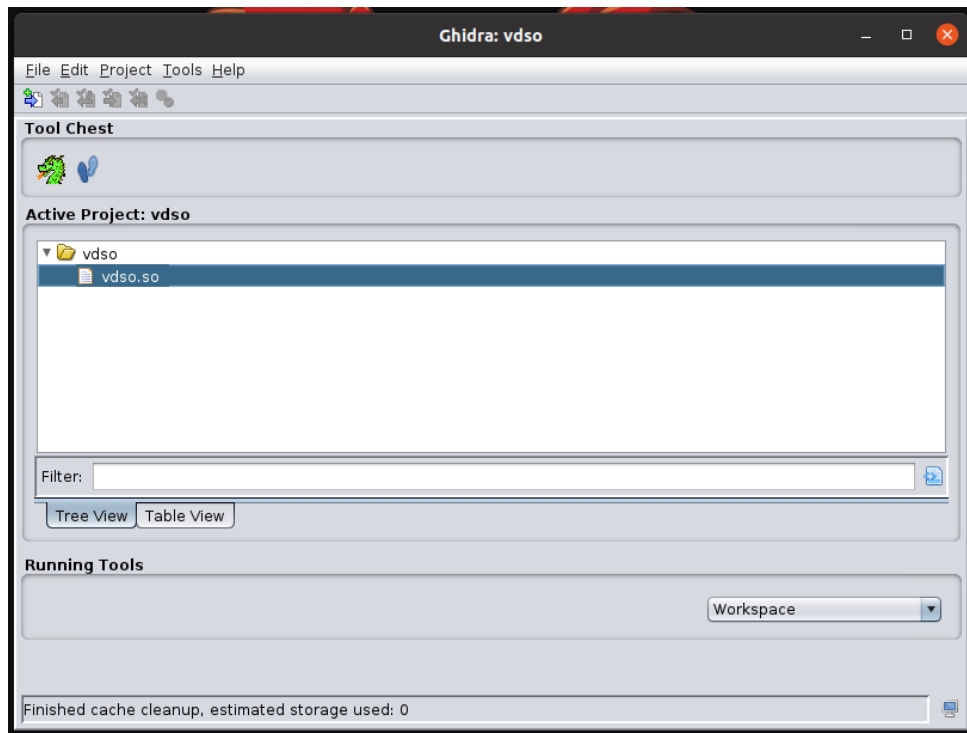 Ghidra: vdso
File Edit Project Tools Help
Tool Chest
Active Project: vdso
vdso
vdso.so
Filter:
Tree View Table View
Running Tools
Workspace
Finished cache cleanup, estimated storage used: 0